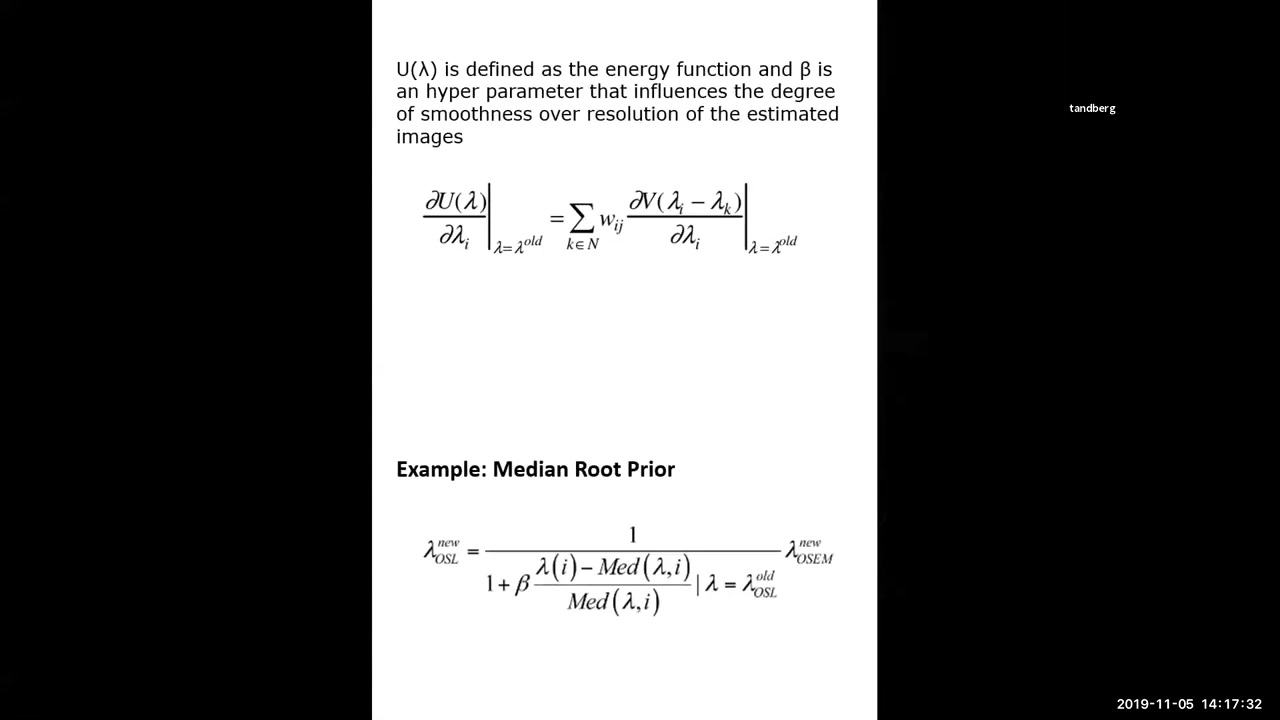 U(λ) is defined as the energy function and β is
an hyper parameter that influences the degree
of smoothness over resolution of the estimated
images
tandberg
∂U(λ)/∂λ_i |_{λ=λ^old} = ∑_{k∈N} w_{ij} ∂V(λ_i − λ_k)/∂λ_i |_{λ=λ^old}
Example: Median Root Prior
λ_{OSL}^{new} = 1 / (1 + β (λ(i) − Med(λ,i)) / Med(λ,i) | λ = λ_{OSL}^{old}) λ_{OSEM}^{new}
2019-11-05 14:17:32